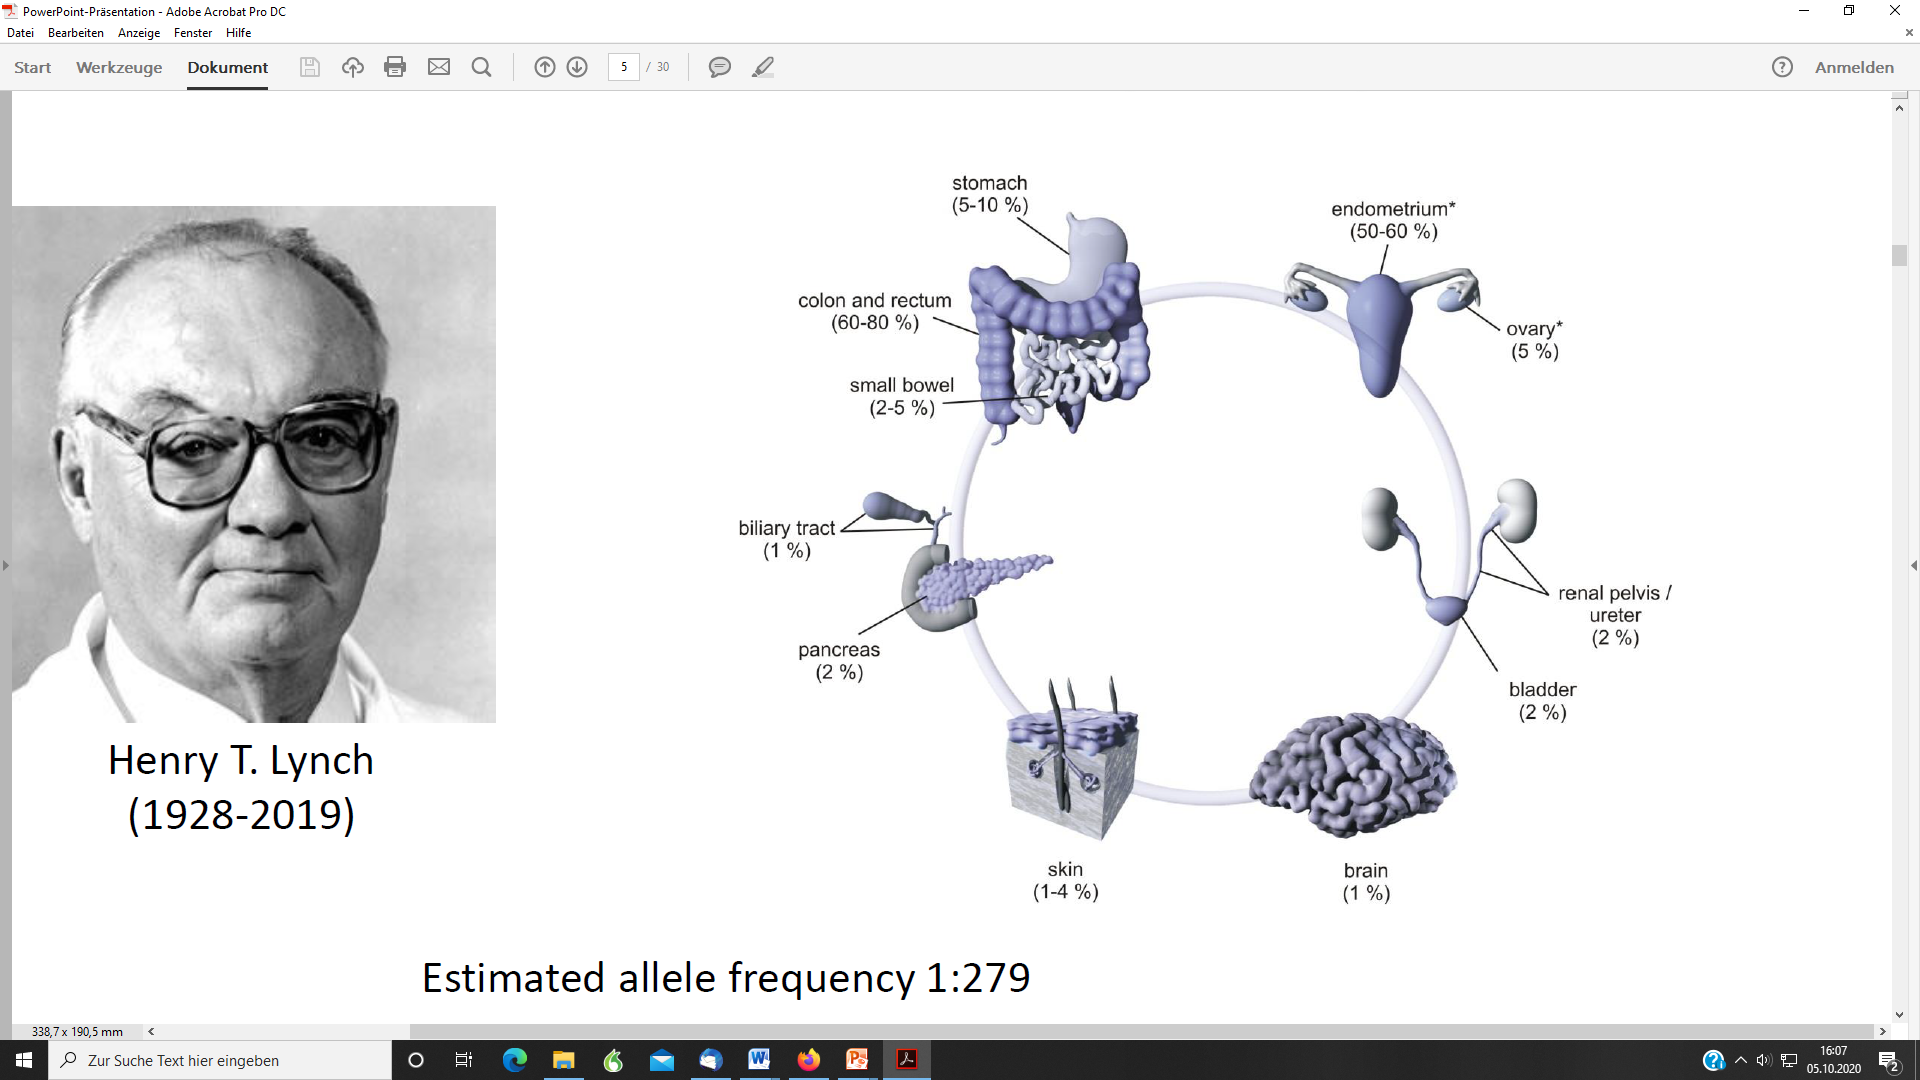 PowerPoint-Präsentation - Adobe Acrobat Pro DC
Datei Bearbeiten Anzeige Fenster Hilfe
Start Werkzeuge Dokument 5 / 30 Anmelden
stomach
(5-10 %)
endometrium*
(50-60 %)
colon and rectum
(60-80 %)
ovary*
(5 %)
small bowel
(2-5 %)
biliary tract
(1 %)
renal pelvis /
ureter
(2 %)
pancreas
(2 %)
bladder
(2 %)
Henry T. Lynch
(1928-2019)
skin
(1-4 %)
brain
(1 %)
Estimated allele frequency 1:279
338,7 x 190,5 mm
Zur Suche Text hier eingeben
16:07
05.10.2020
2